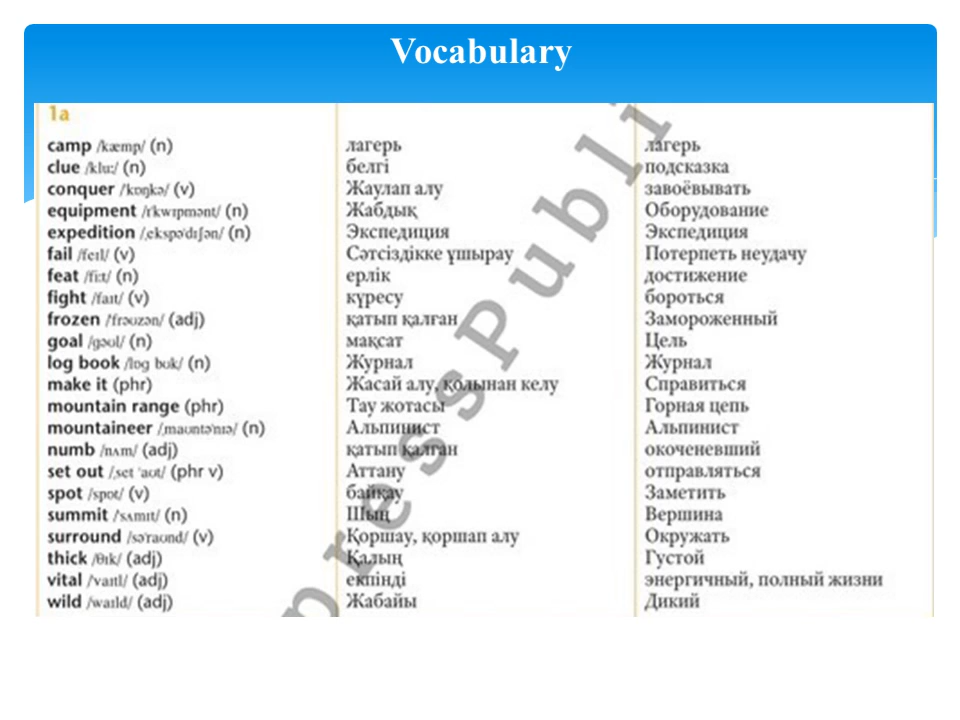 Vocabulary
1a
camp /kæmp/ (n) лагерь лагерь
clue /kluː/ (n) белгі подсказка
conquer /ˈkɒŋkə/ (v) Жаулап алу завоёвывать
equipment /ɪˈkwɪpmənt/ (n) Жабдық Оборудование
expedition /ˌekspəˈdɪʃən/ (n) Экспедиция Экспедиция
fail /feɪl/ (v) Сәтсіздікке ұшырау Потерпеть неудачу
feat /fiːt/ (n) ерлік достижение
fight /faɪt/ (v) күресу бороться
frozen /ˈfrəʊzən/ (adj) қатып қалған Замороженный
goal /gəʊl/ (n) мақсат Цель
log book /lɒg bʊk/ (n) Журнал Журнал
make it (phr) Жасай алу, қолынан келу Справиться
mountain range (phr) Тау жотасы Горная цепь
mountaineer /ˌmaʊntəˈnɪə/ (n) Альпинист Альпинист
numb /nʌm/ (adj) қатып қалған окоченевший
set out /ˌset ˈaʊt/ (phr v) Аттану отправляться
spot /spɒt/ (v) байқау Заметить
summit /ˈsʌmɪt/ (n) Шың Вершина
surround /səˈraʊnd/ (v) Қоршау, қоршап алу Окружать
thick /θɪk/ (adj) Қалың Густой
vital /ˈvaɪtl/ (adj) екпінді энергичный, полный жизни
wild /waɪld/ (adj) Жабайы Дикий
pressPubli